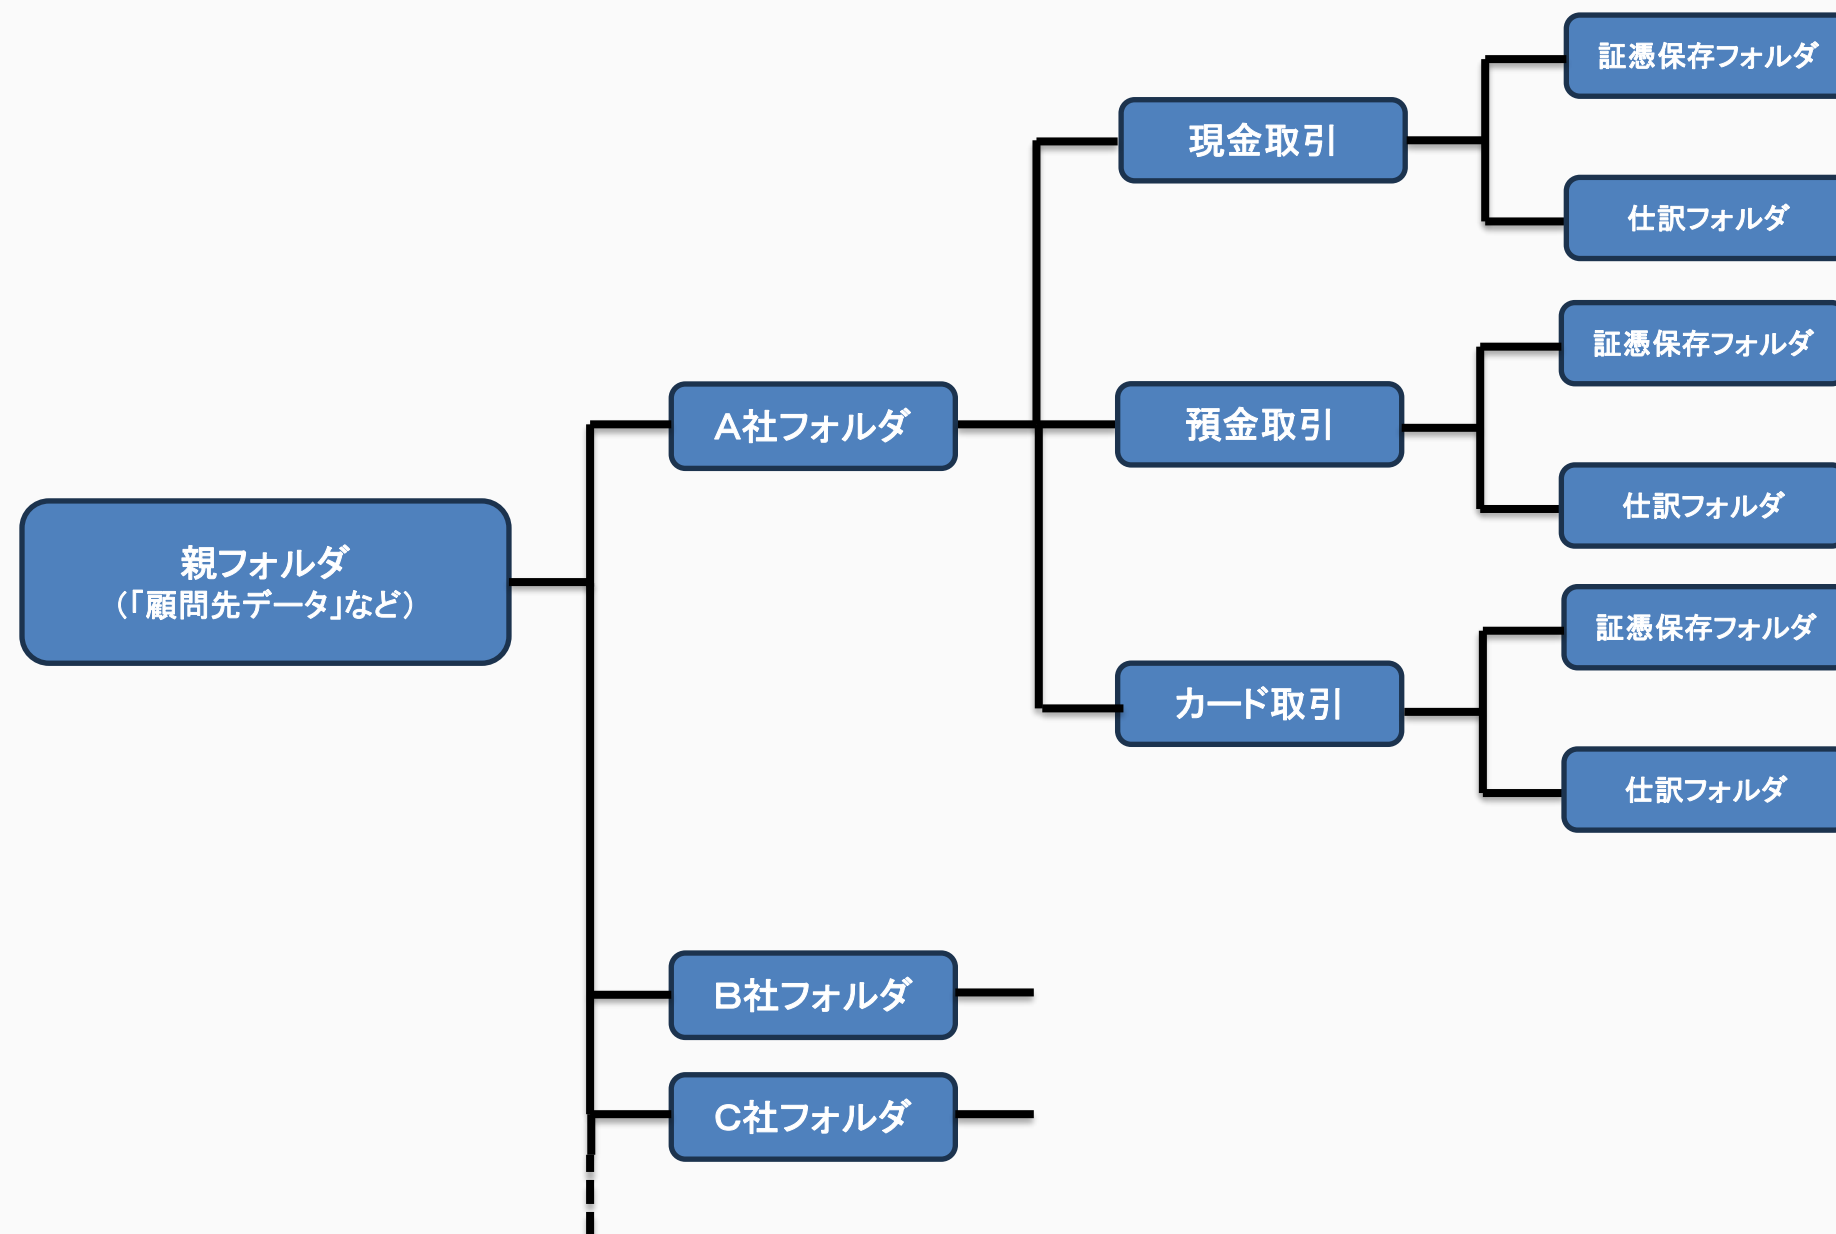 親フォルダ
（「顧問先データ」など）
A社フォルダ
現金取引
証憑保存フォルダ
仕訳フォルダ
預金取引
証憑保存フォルダ
仕訳フォルダ
カード取引
証憑保存フォルダ
仕訳フォルダ
B社フォルダ
C社フォルダ